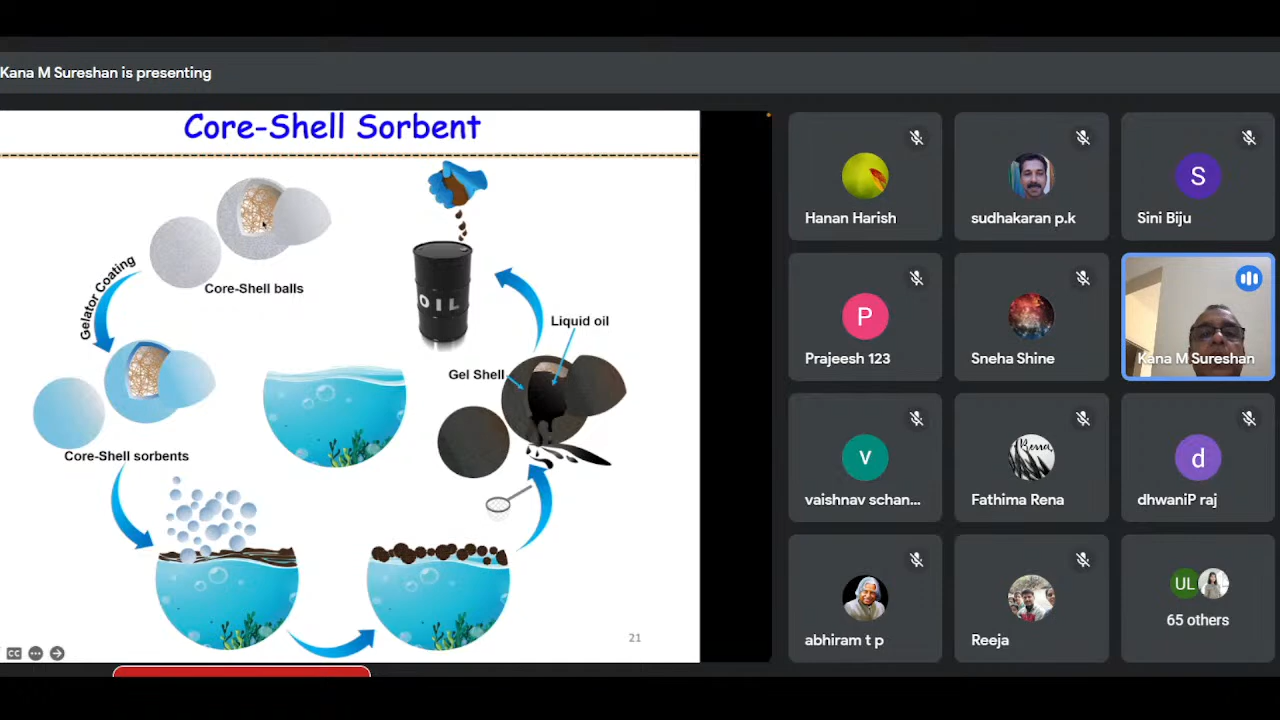 Kana M Sureshan is presenting
Core-Shell Sorbent
Core-Shell balls
Gelator Coating
Core-Shell sorbents
OIL
Liquid oil
Gel Shell
21
CC
Hanan Harish
sudhakaran p.k
S
Sini Biju
P
Prajeesh 123
Sneha Shine
Kana M Sureshan
v
vaishnav schan...
Rena
Fathima Rena
d
dhwaniP raj
abhiram t p
Reeja
UL
65 others